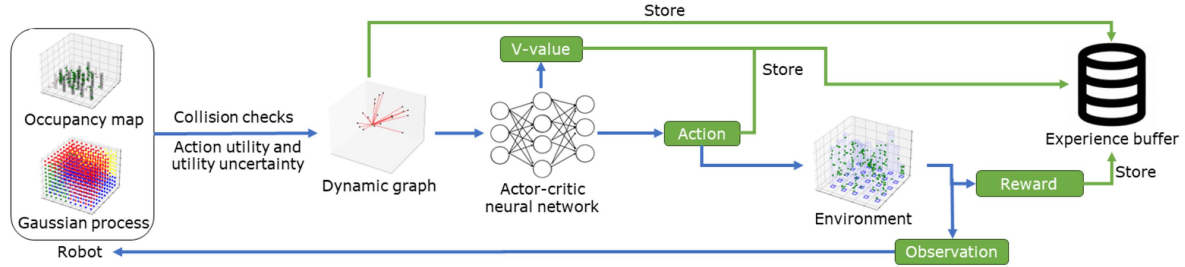 Store
V-value
Store
Occupancy map
Collision checks
Action utility and
utility uncertainty
Action
Experience buffer
Dynamic graph
Actor-critic
neural network
Gaussian process
Environment
Reward
Store
Robot
Observation